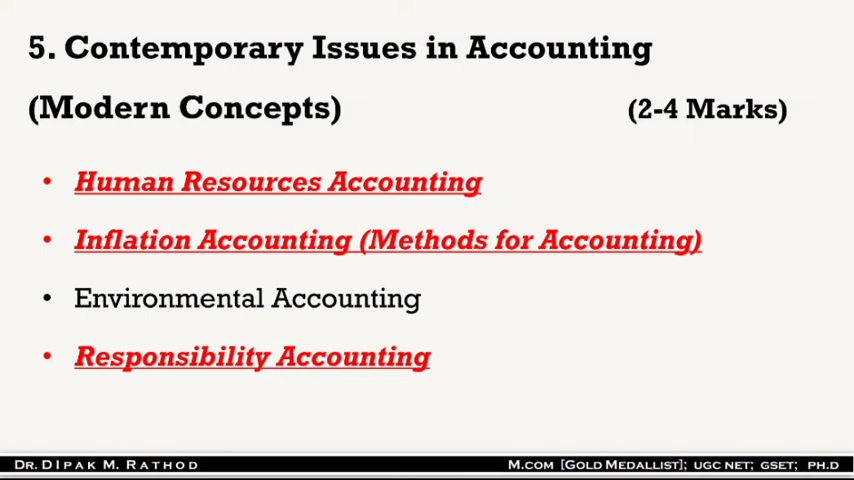 5. Contemporary Issues in Accounting
(Modern Concepts) (2-4 Marks)
• Human Resources Accounting
• Inflation Accounting (Methods for Accounting)
• Environmental Accounting
• Responsibility Accounting
DR. DIPAK M. RATHOD M.COM [GOLD MEDALLIST]; UGC NET; GSET; PH.D